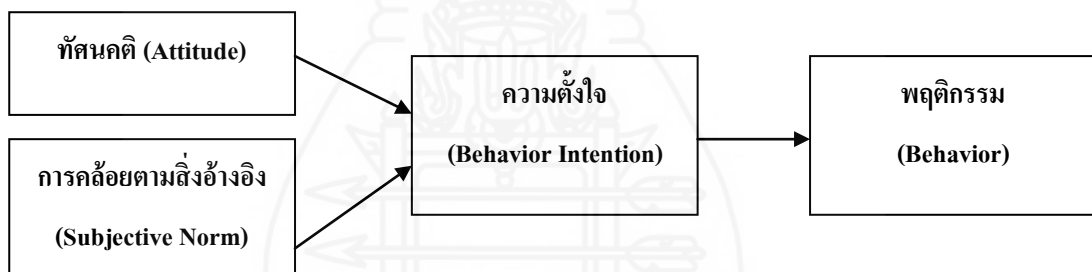 ทัศนคติ (Attitude)
การคล้อยตามสิ่งอ้างอิง
(Subjective Norm)
ความตั้งใจ
(Behavior Intention)
พฤติกรรม
(Behavior)